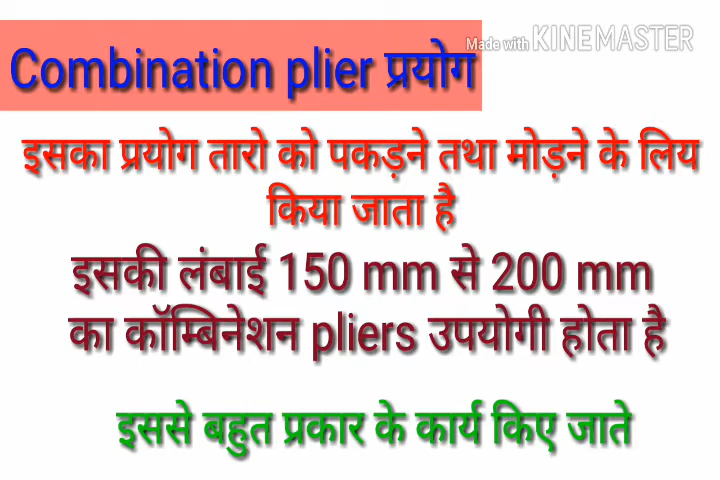 Made with KINEMASTER
Combination plier प्रयोग
इसका प्रयोग तारो को पकड़ने तथा मोड़ने के लिय
किया जाता है
इसकी लंबाई 150 mm से 200 mm
का कॉम्बिनेशन pliers उपयोगी होता है
इससे बहुत प्रकार के कार्य किए जाते